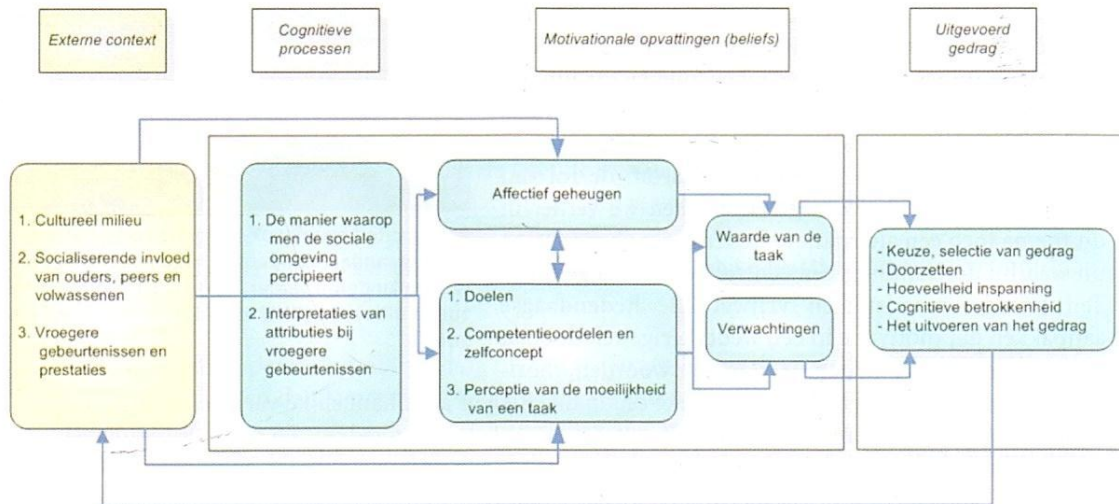 Externe context
Cognitieve
processen
Motivationale opvattingen (beliefs)
Uitgevoerd
gedrag
1. Cultureel milieu
2. Socialiserende invloed
van ouders, peers en
volwassenen
3. Vroegere
gebeurtenissen en
prestaties
1. De manier waarop
men de sociale
omgeving
percipieert
2. Interpretaties van
attributies bij
vroegere
gebeurtenissen
Affectief geheugen
1. Doelen
2. Competentieoordelen en
zelfconcept
3. Perceptie van de moeilijkheid
van een taak
Waarde van de
taak
Verwachtingen
- Keuze, selectie van gedrag
- Doorzetten
- Hoeveelheid inspanning
- Cognitieve betrokkenheid
- Het uitvoeren van het gedrag